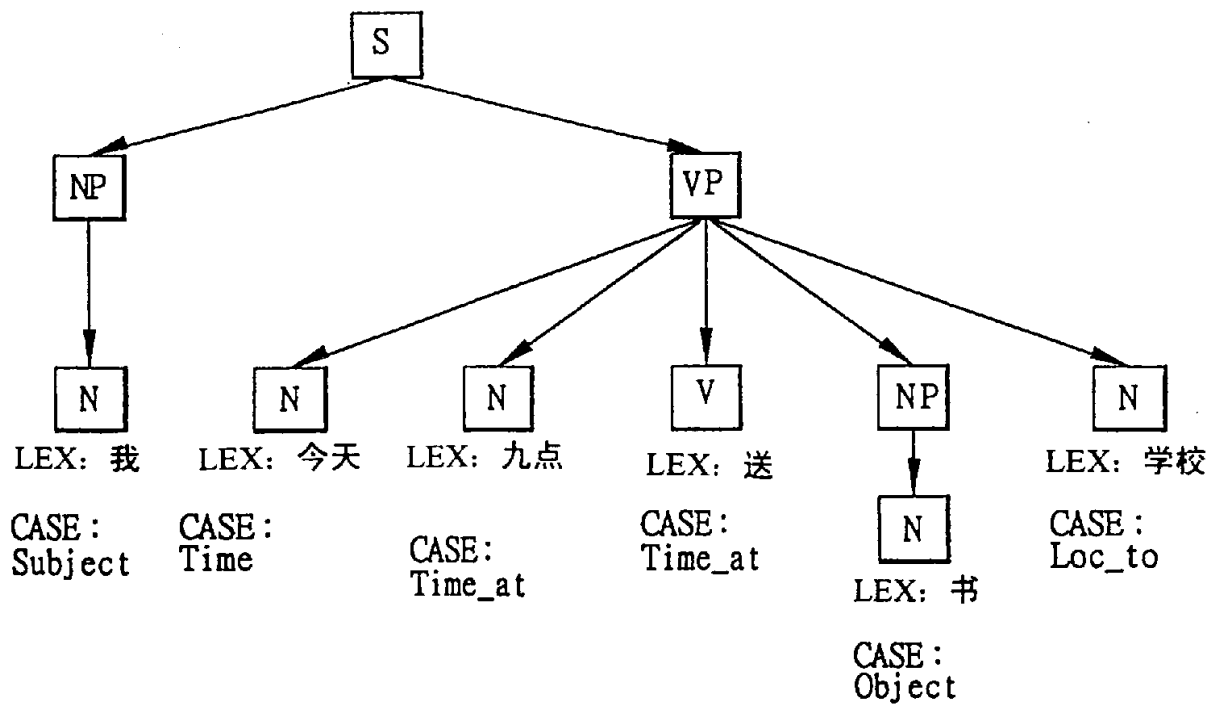 S
NP
VP
N
N
N
V
NP
N
LEX: 我
LEX: 今天
LEX: 九点
LEX: 送
LEX: 学校
CASE:
Subject
CASE:
Time
CASE:
Time_at
CASE:
Time_at
N
CASE:
Loc_to
LEX: 书
CASE:
Object